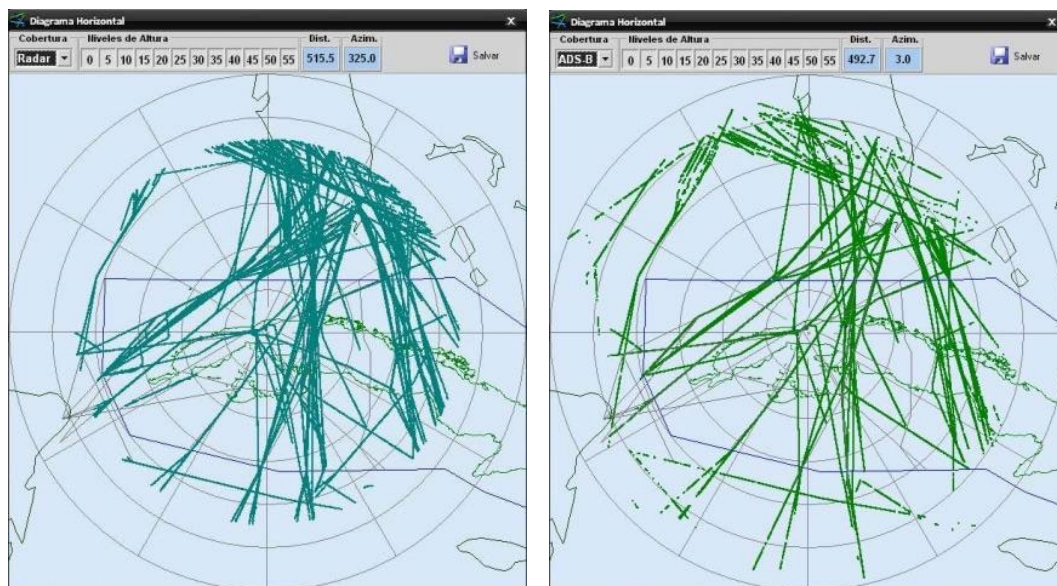 Diagrama Horizontal X
Cobertura Niveles de Altura Dist. Azim.
Radar 0 5 10 15 20 25 30 35 40 45 50 55 515.5 325.0 Salvar
Diagrama Horizontal X
Cobertura Niveles de Altura Dist. Azim.
ADS-B 0 5 10 15 20 25 30 35 40 45 50 55 492.7 3.0 Salvar